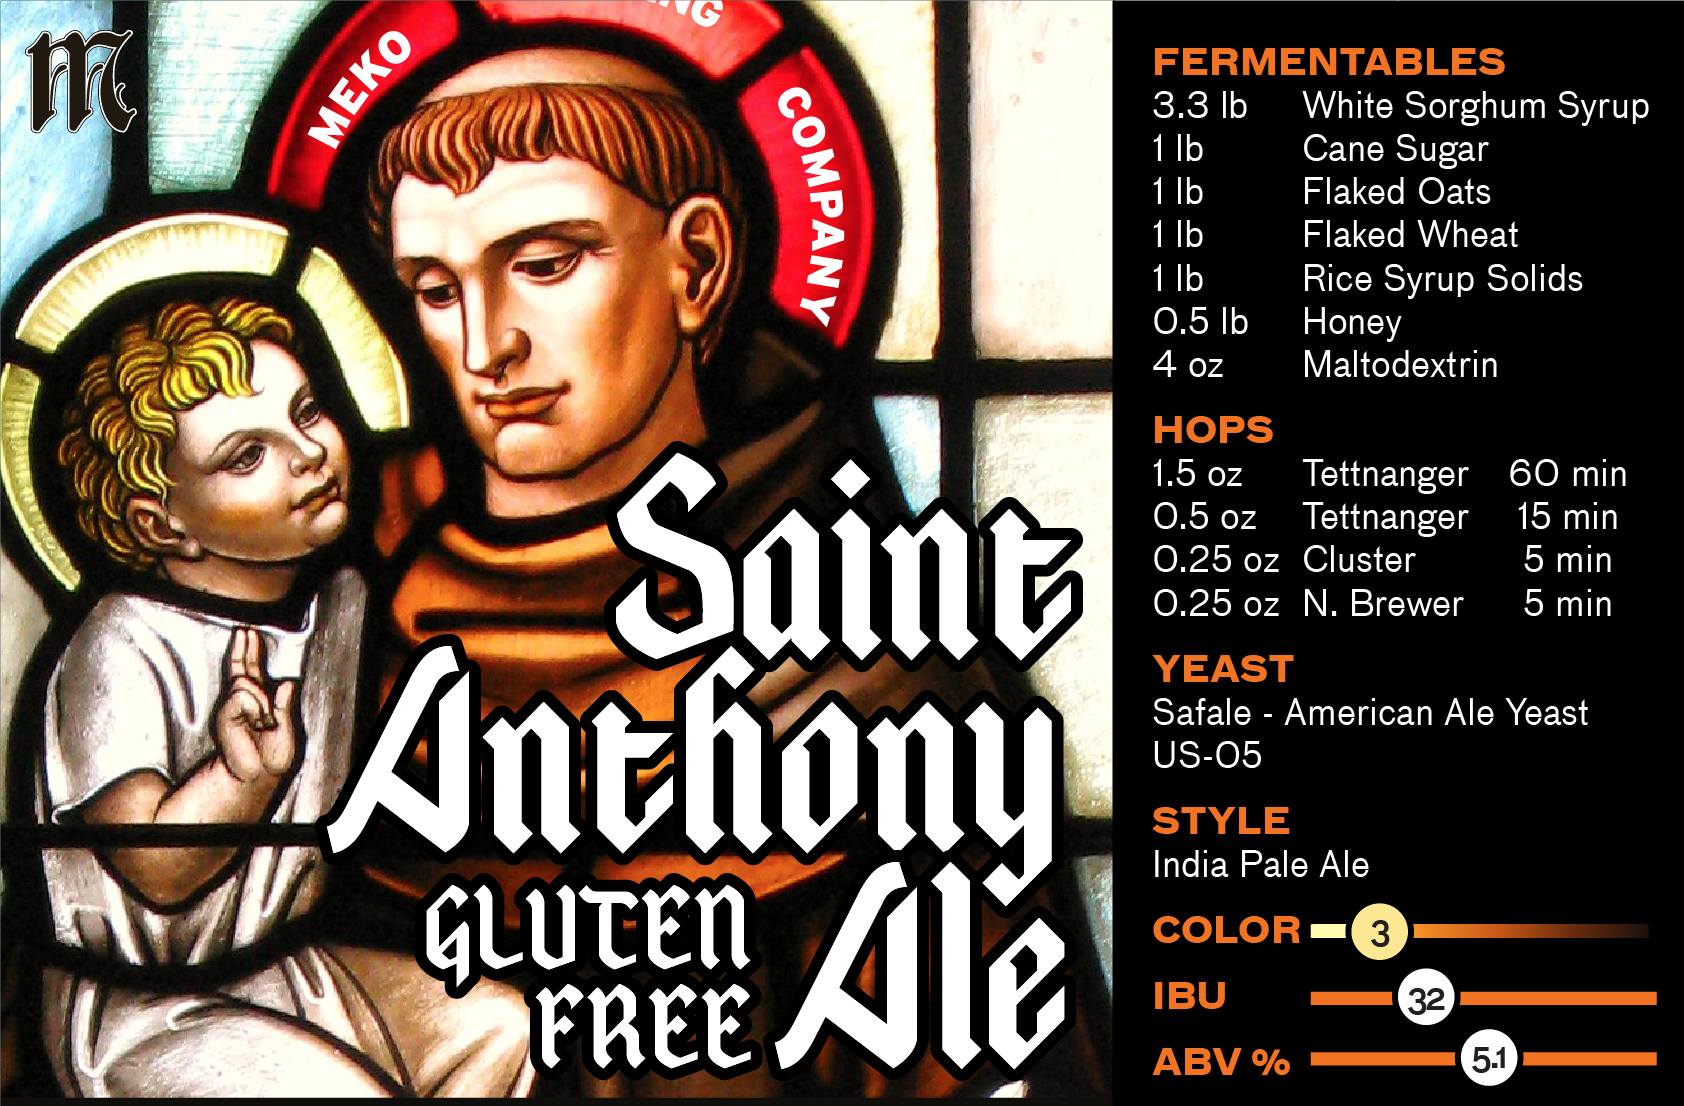 M
MEKO
COMPANY
Saint
Anthony
Ale
GLUTEN
FREE
FERMENTABLES
3.3 lb White Sorghum Syrup
1 lb Cane Sugar
1 lb Flaked Oats
1 lb Flaked Wheat
1 lb Rice Syrup Solids
0.5 lb Honey
4 oz Maltodextrin
HOPS
1.5 oz Tettnanger 60 min
0.5 oz Tettnanger 15 min
0.25 oz Cluster 5 min
0.25 oz N. Brewer 5 min
YEAST
Safale - American Ale Yeast
US-05
STYLE
India Pale Ale
COLOR 3
IBU 32
ABV % 5.1